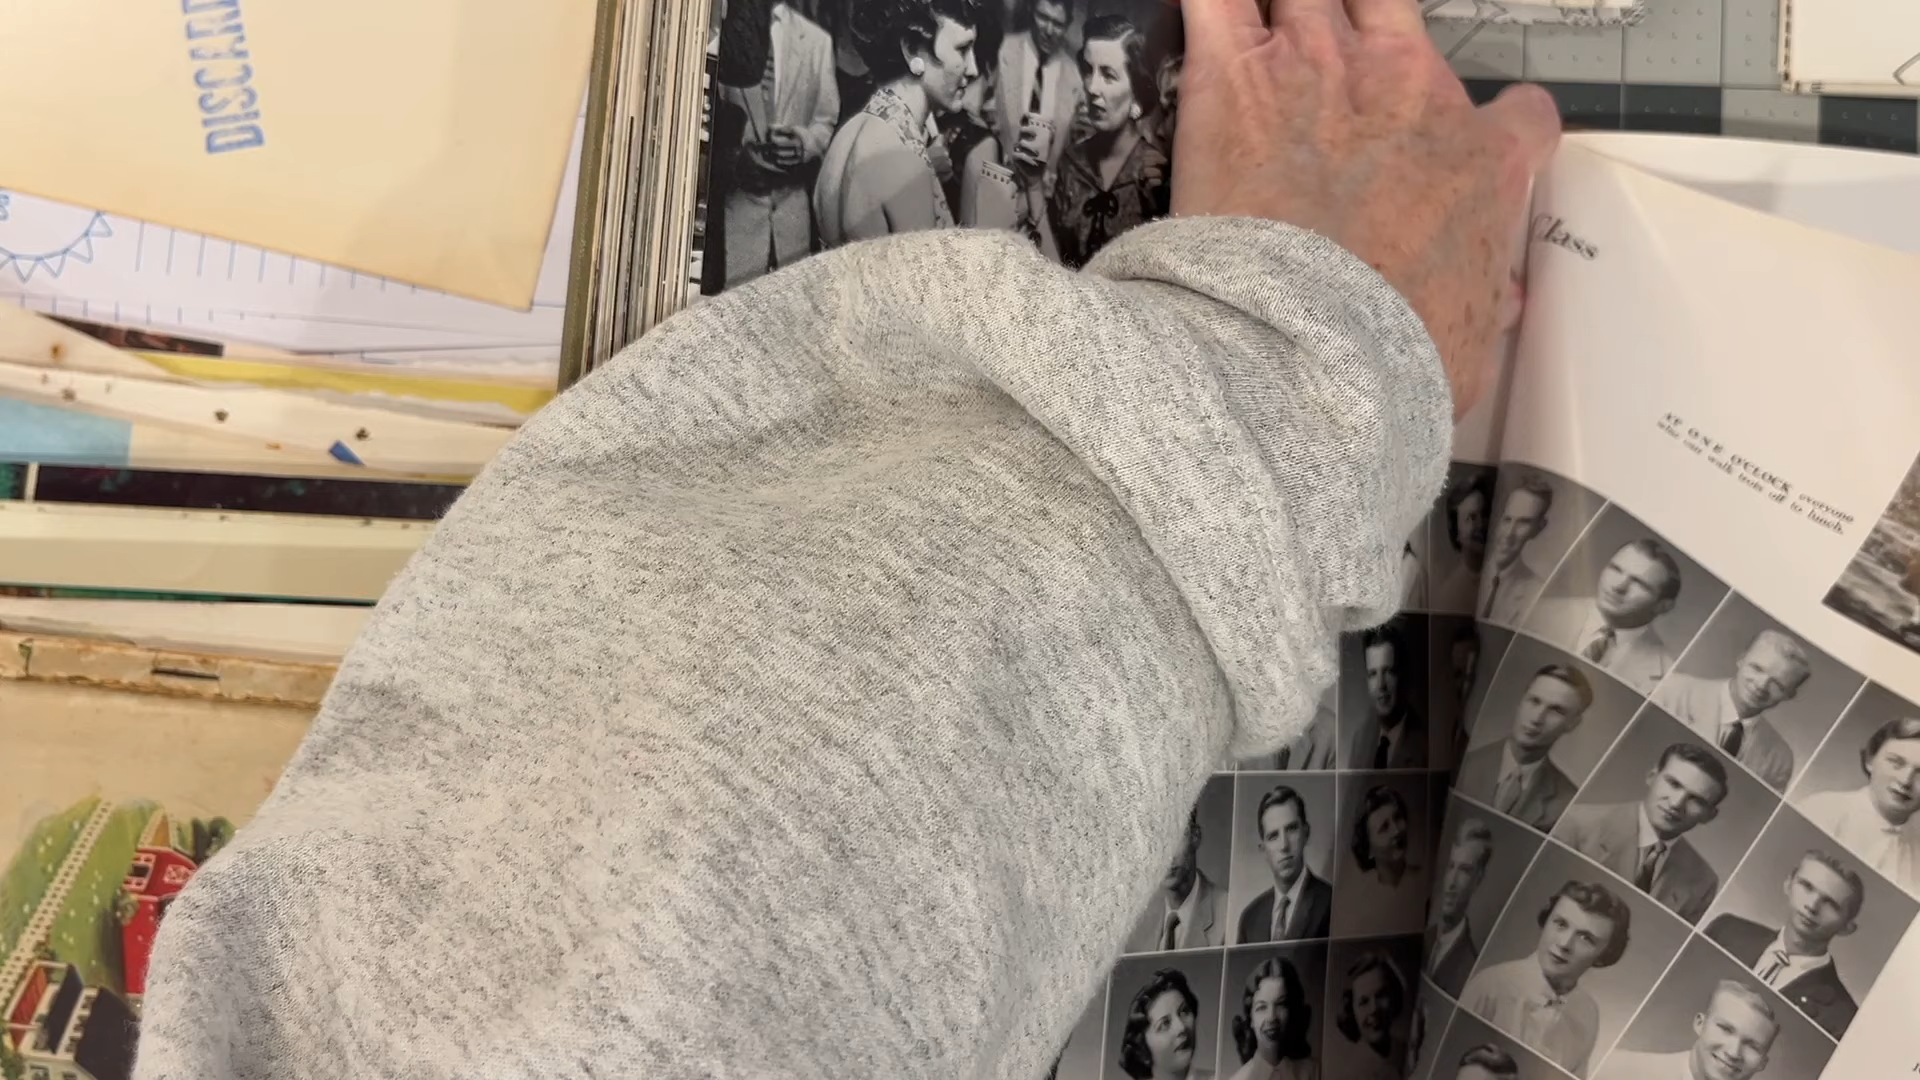 DISCARD
Class
AT ONE O'CLOCK everyone
who can walk trots off to lunch.